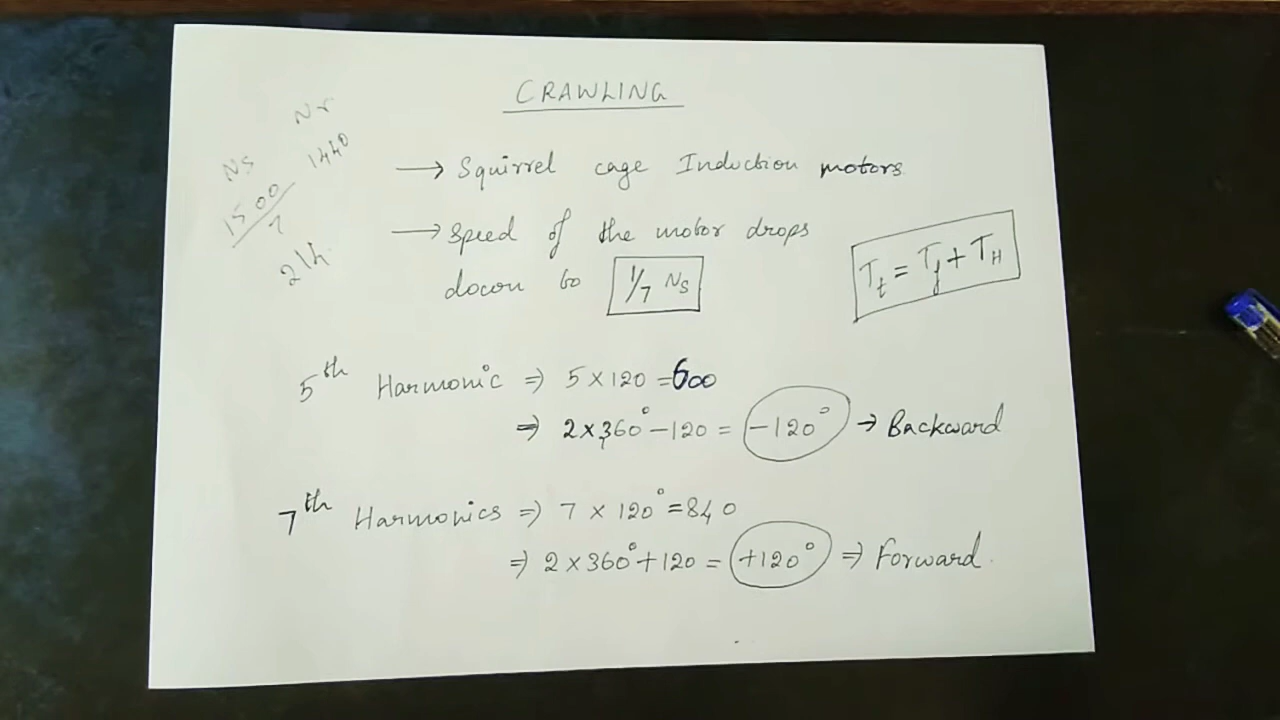 CRAWLING
Nr
Ns
1440
1500
7
214.
→ Squirrel cage Induction motors
→ Speed of the motor drops
down to 1/7 Ns
Tt = Tf + TH
5th Harmonic ⇒ 5 × 120 = 600
⇒ 2×360° − 120 = −120° → Backward
7th Harmonics ⇒ 7 × 120° = 840
⇒ 2×360° + 120 = +120° ⇒ Forward.